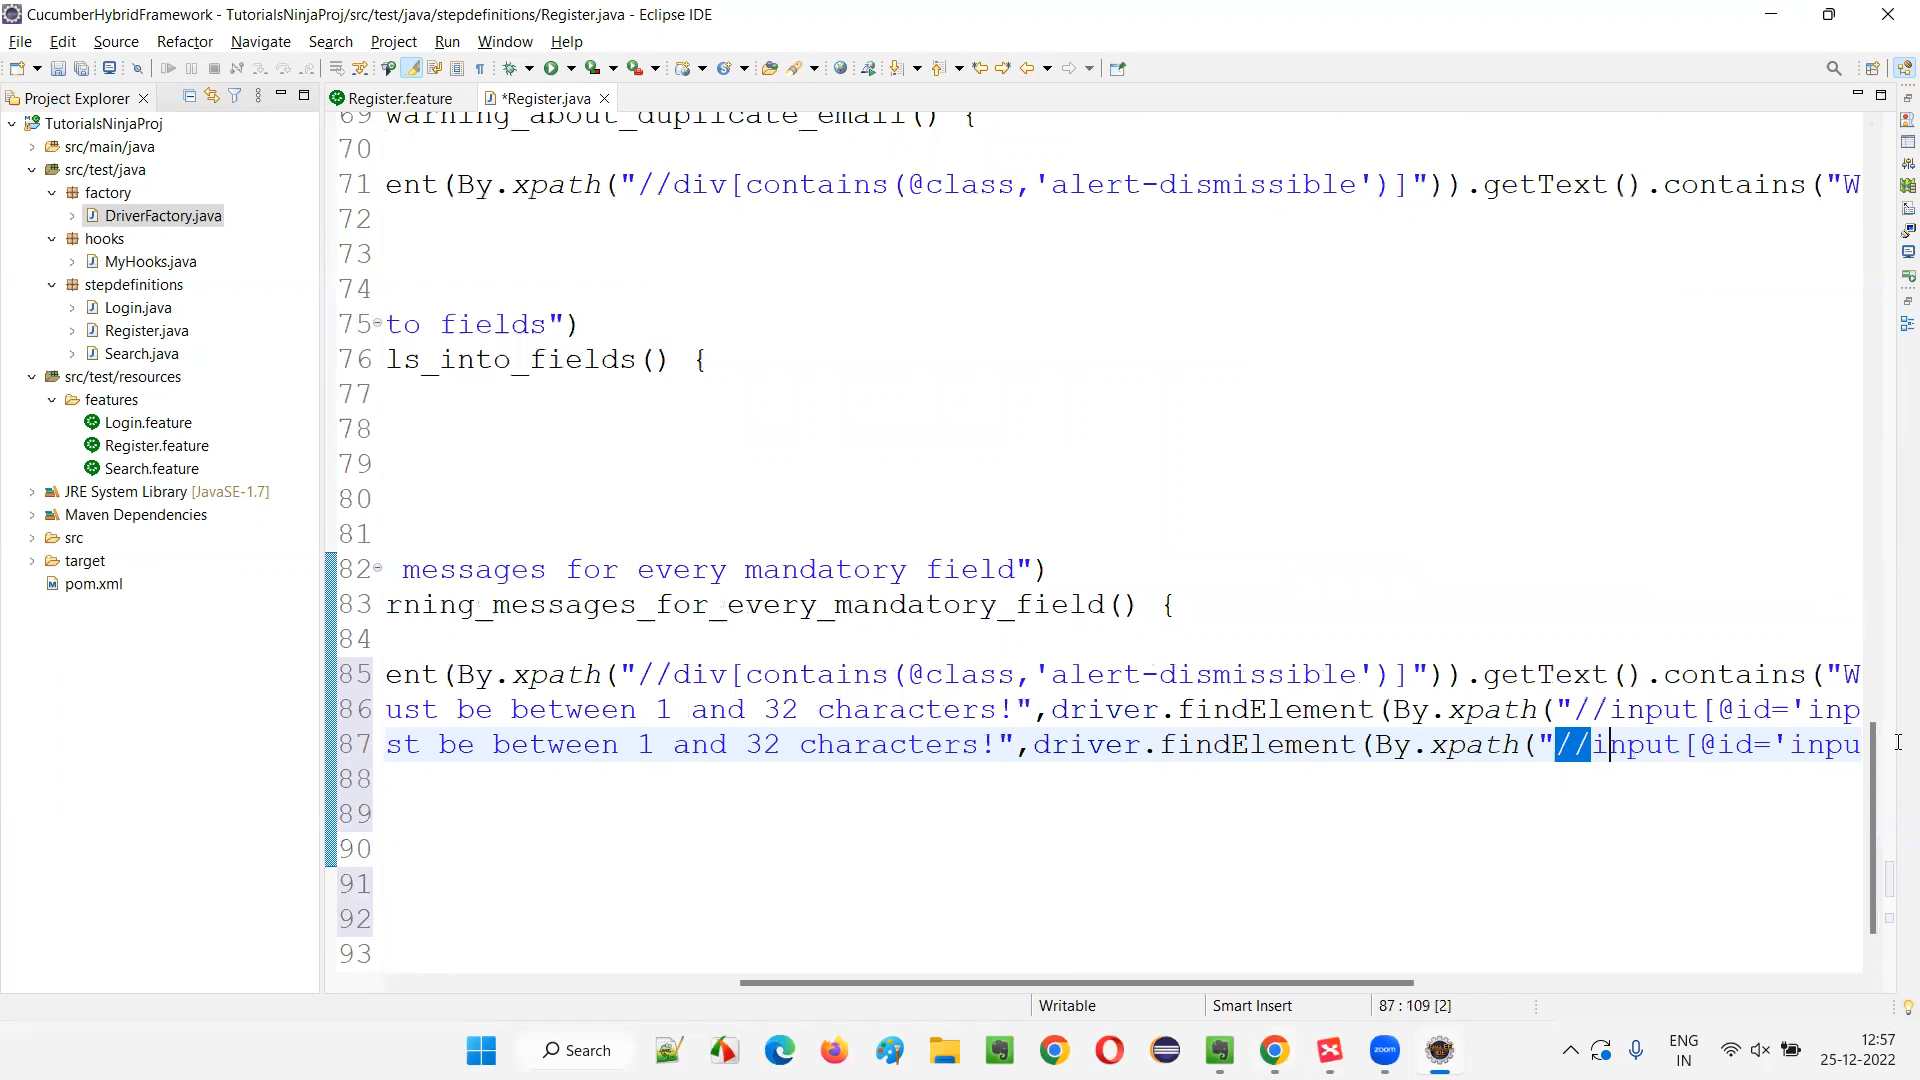 CucumberHybridFramework - TutorialsNinjaProj/src/test/java/stepdefinitions/Register.java - Eclipse IDE
File Edit Source Refactor Navigate Search Project Run Window Help
Project Explorer
Register.feature
*Register.java
TutorialsNinjaProj
src/main/java
src/test/java
factory
DriverFactory.java
hooks
MyHooks.java
stepdefinitions
Login.java
Register.java
Search.java
src/test/resources
features
Login.feature
Register.feature
Search.feature
JRE System Library [JavaSE-1.7]
Maven Dependencies
src
target
pom.xml
69 warning_about_duplicate_email() {
70
71 ent(By.xpath("//div[contains(@class,'alert-dismissible')]")).getText().contains("W
72
73
74
75 to fields")
76 ls_into_fields() {
77
78
79
80
81
82 messages for every mandatory field")
83 rning_messages_for_every_mandatory_field() {
84
85 ent(By.xpath("//div[contains(@class,'alert-dismissible')]")).getText().contains("W
86 ust be between 1 and 32 characters!",driver.findElement(By.xpath("//input[@id='inp
87 st be between 1 and 32 characters!",driver.findElement(By.xpath("//input[@id='inpu
88
89
90
91
92
93
Writable
Smart Insert
87 : 109 [2]
Search
zoom
ENG
IN
12:57
25-12-2022